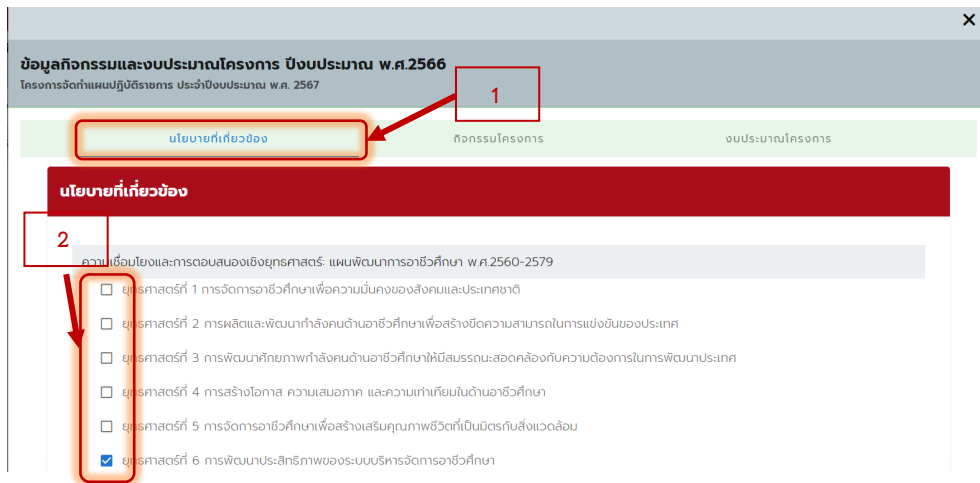 ข้อมูลกิจกรรมและงบประมาณโครงการ ปีงบประมาณ พ.ศ.2566
โครงการจัดทำแผนปฏิบัติราชการ ประจำปีงบประมาณ พ.ศ. 2567
1
นโยบายที่เกี่ยวข้อง
กิจกรรมโครงการ
งบประมาณโครงการ
นโยบายที่เกี่ยวข้อง
2
ความเชื่อมโยงและการตอบสนองเชิงยุทธศาสตร์: แผนพัฒนาการอาชีวศึกษา พ.ศ.2560-2579
ยุทธศาสตร์ที่ 1 การจัดการอาชีวศึกษาเพื่อความมั่นคงของสังคมและประเทศชาติ
ยุทธศาสตร์ที่ 2 การผลิตและพัฒนากำลังคนด้านอาชีวศึกษาเพื่อสร้างขีดความสามารถในการแข่งขันของประเทศ
ยุทธศาสตร์ที่ 3 การพัฒนาศักยภาพกำลังคนด้านอาชีวศึกษาให้มีสมรรถนะสอดคล้องกับความต้องการในการพัฒนาประเทศ
ยุทธศาสตร์ที่ 4 การสร้างโอกาส ความเสมอภาค และความเท่าเทียมในด้านอาชีวศึกษา
ยุทธศาสตร์ที่ 5 การจัดการอาชีวศึกษาเพื่อสร้างเสริมคุณภาพชีวิตที่เป็นมิตรกับสิ่งแวดล้อม
ยุทธศาสตร์ที่ 6 การพัฒนาประสิทธิภาพของระบบบริหารจัดการอาชีวศึกษา